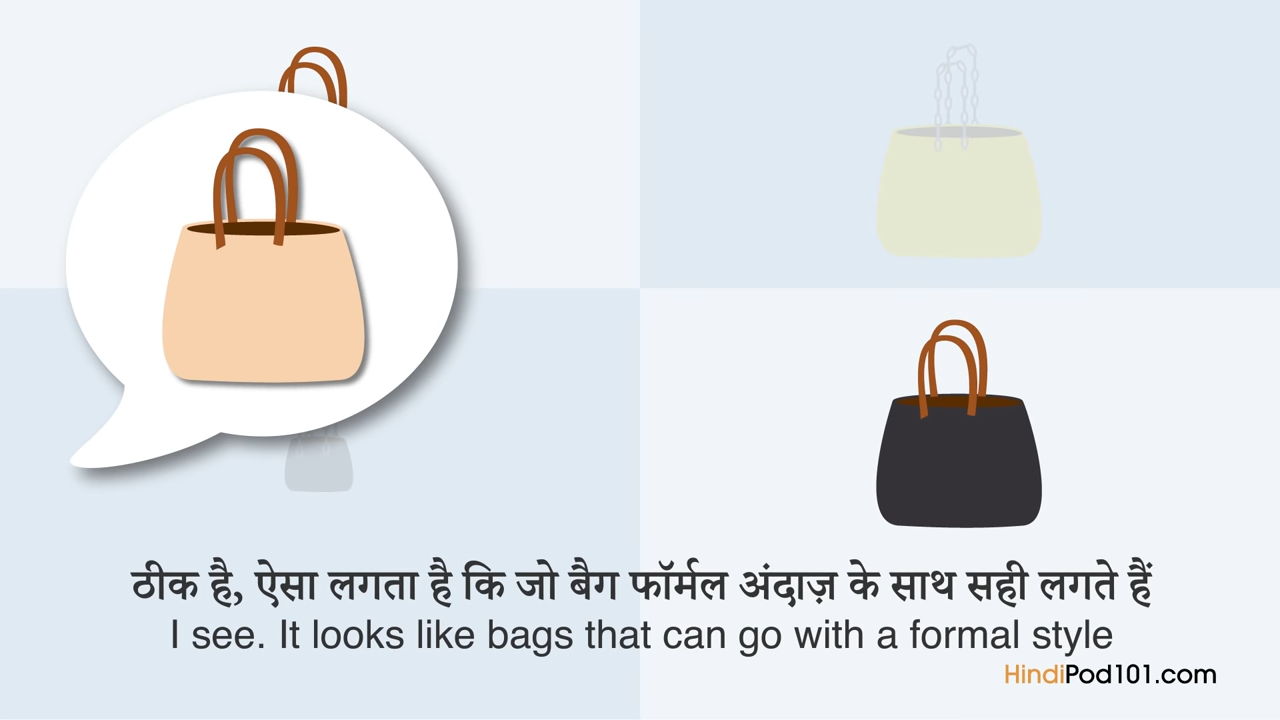 ठीक है, ऐसा लगता है कि जो बैग फॉर्मल अंदाज़ के साथ सही लगते हैं
I see. It looks like bags that can go with a formal style
HindiPod101.com